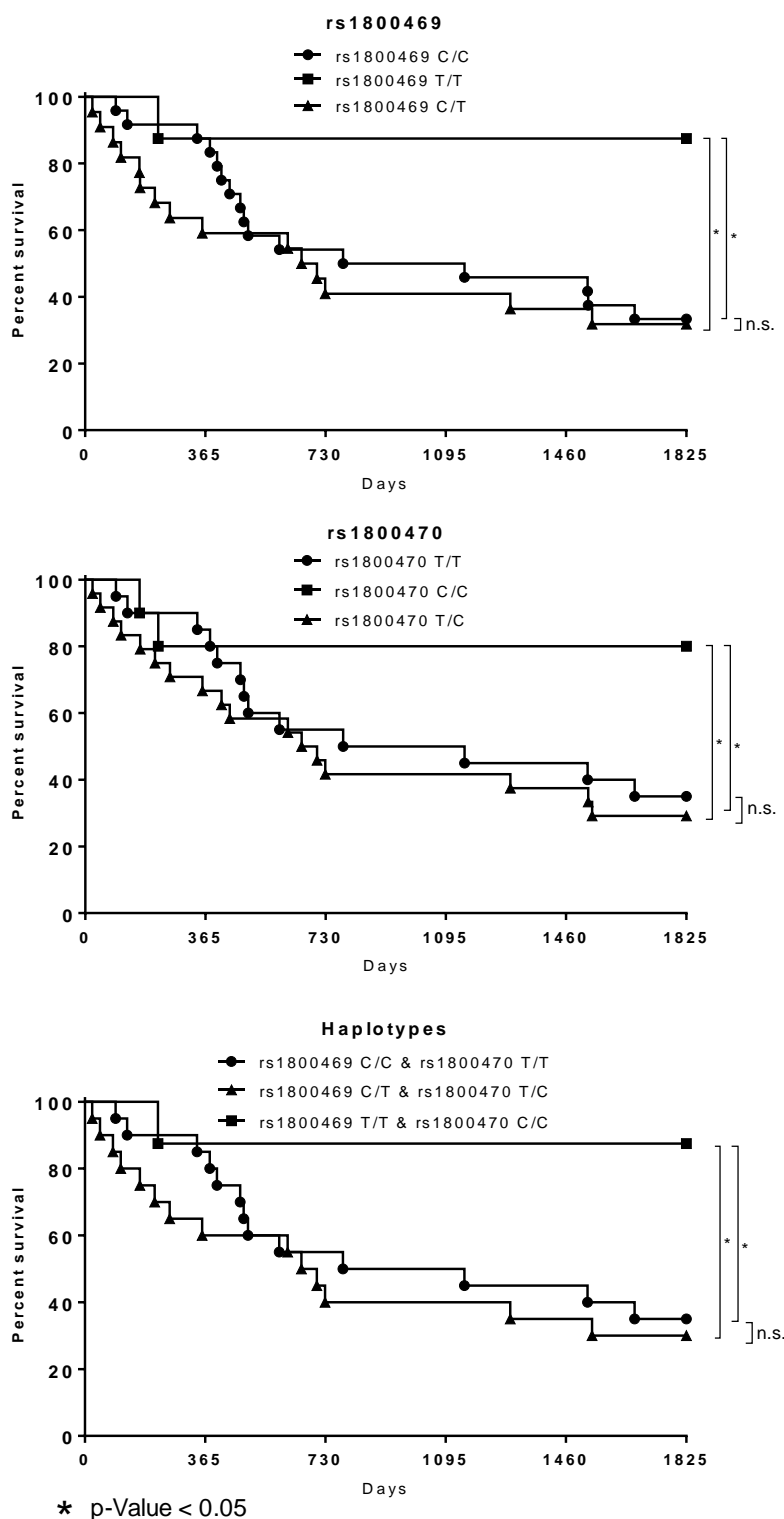 rs1800469
rs1800469 C/C
rs1800469 T/T
rs1800469 C/T
100
80
60
40
20
0
Percent survival
0 365 730 1095 1460 1825
Days
*
*
n.s.
rs1800470
rs1800470 T/T
rs1800470 C/C
rs1800470 T/C
100
80
60
40
20
0
Percent survival
0 365 730 1095 1460 1825
Days
*
*
n.s.
Haplotypes
rs1800469 C/C & rs1800470 T/T
rs1800469 C/T & rs1800470 T/C
rs1800469 T/T & rs1800470 C/C
100
80
60
40
20
0
Percent survival
0 365 730 1095 1460 1825
Days
*
*
n.s.
* p-Value < 0.05